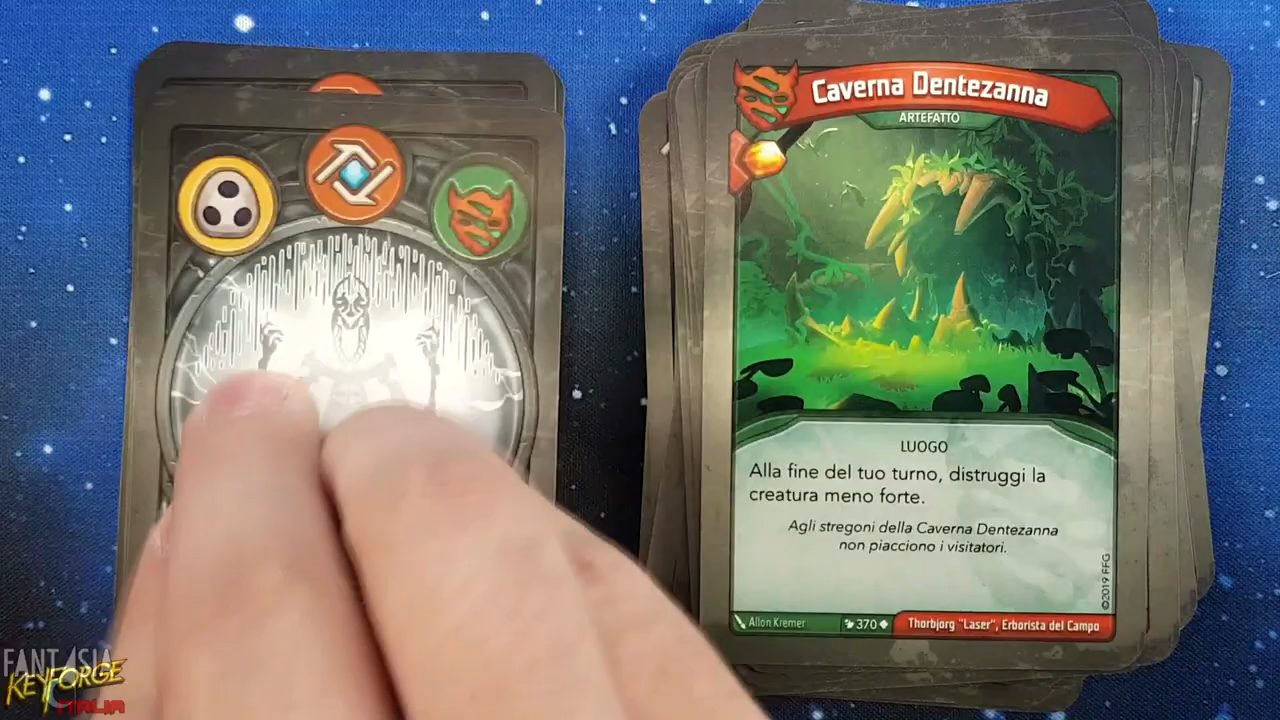 Caverna Dentezanna
ARTEFATTO
LUOGO
Alla fine del tuo turno, distruggi la
creatura meno forte.
Agli stregoni della Caverna Dentezanna
non piacciono i visitatori.
©2019 FFG
Allon Kremer
370
Thorbjorg "Laser", Erborista del Campo
FANTASIA
KEYFORGE
ITALIA